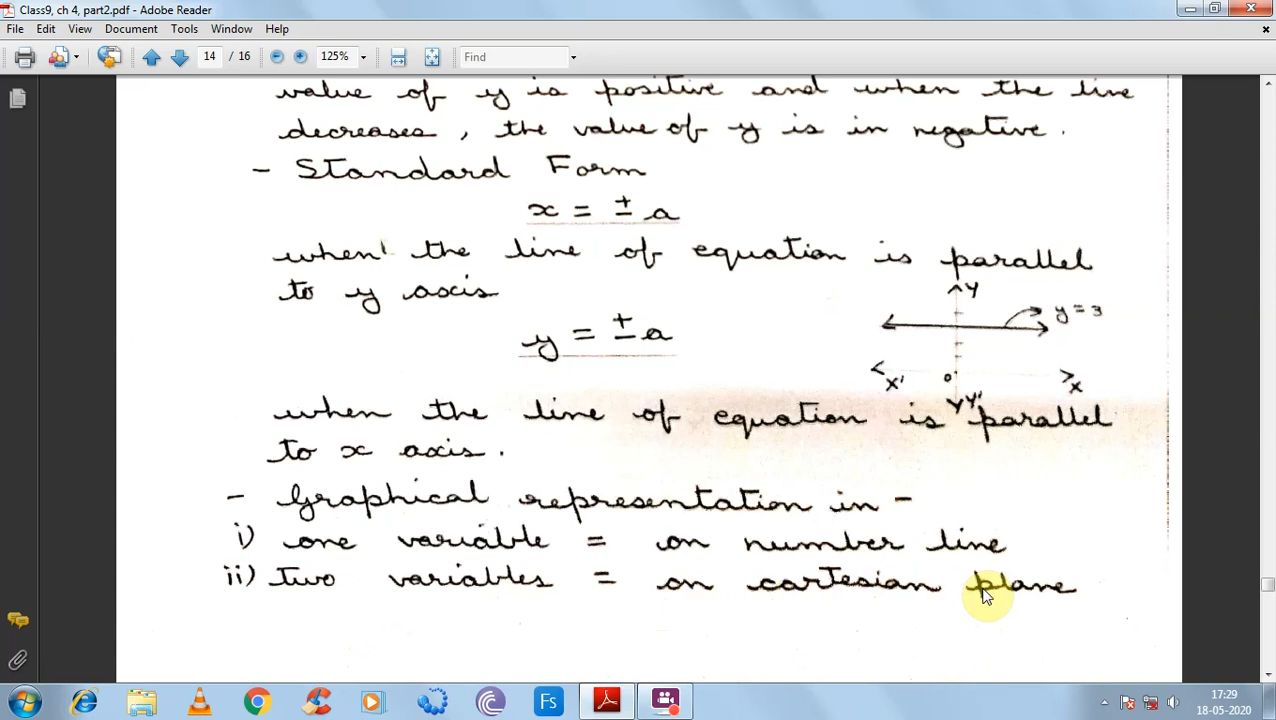 Class9, ch 4, part2.pdf - Adobe Reader
File Edit View Document Tools Window Help
14 / 16 125% Find
value of y is positive and when the line
decreases, the value of y is in negative.
- Standard Form
x = ± a
when the line of equation is parallel
to y axis
y = ± a
Y
y = 3
X' O X
Y'
when the line of equation is parallel
to x axis.
- Graphical representation in -
i) one variable = on number line
ii) two variables = on cartesian plane
Fs
17:29
18-05-2020